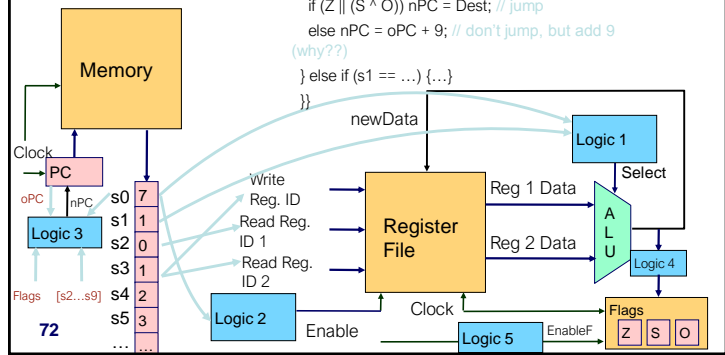 if (Z || (S ^ O)) nPC = Dest; // jump
else nPC = oPC + 9; // don't jump, but add 9
(why??)
} else if (s1 == …) {…}
}}
Memory
newData
Logic 1
Clock
PC
Select
oPC
nPC
Logic 3
Flags
[s2…s9]
72
s0 7
s1 1
s2 0
s3 1
s4 2
s5 3
… …
Write
Reg. ID
Read Reg.
ID 1
Read Reg.
ID 2
Register
File
Reg 1 Data
Reg 2 Data
A
L
U
Logic 4
Logic 2
Enable
Clock
Logic 5
EnableF
Flags
Z S O